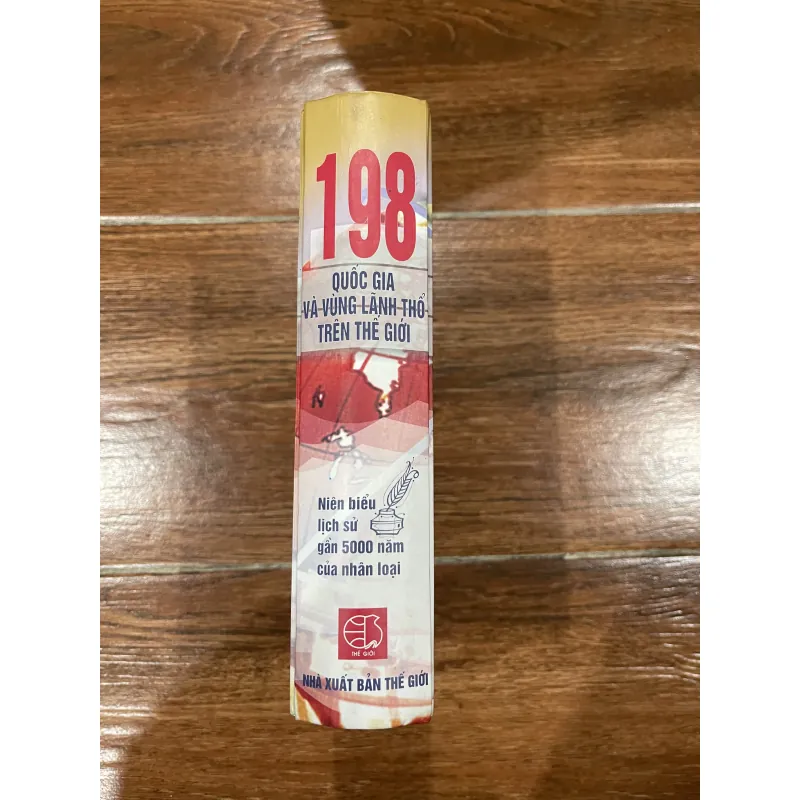 198
QUỐC GIA
VÀ VÙNG LÃNH THỔ
TRÊN THẾ GIỚI
Niên biểu
lịch sử
gần 5000 năm
của nhân loại
THẾ GIỚI
NHÀ XUẤT BẢN THẾ GIỚI